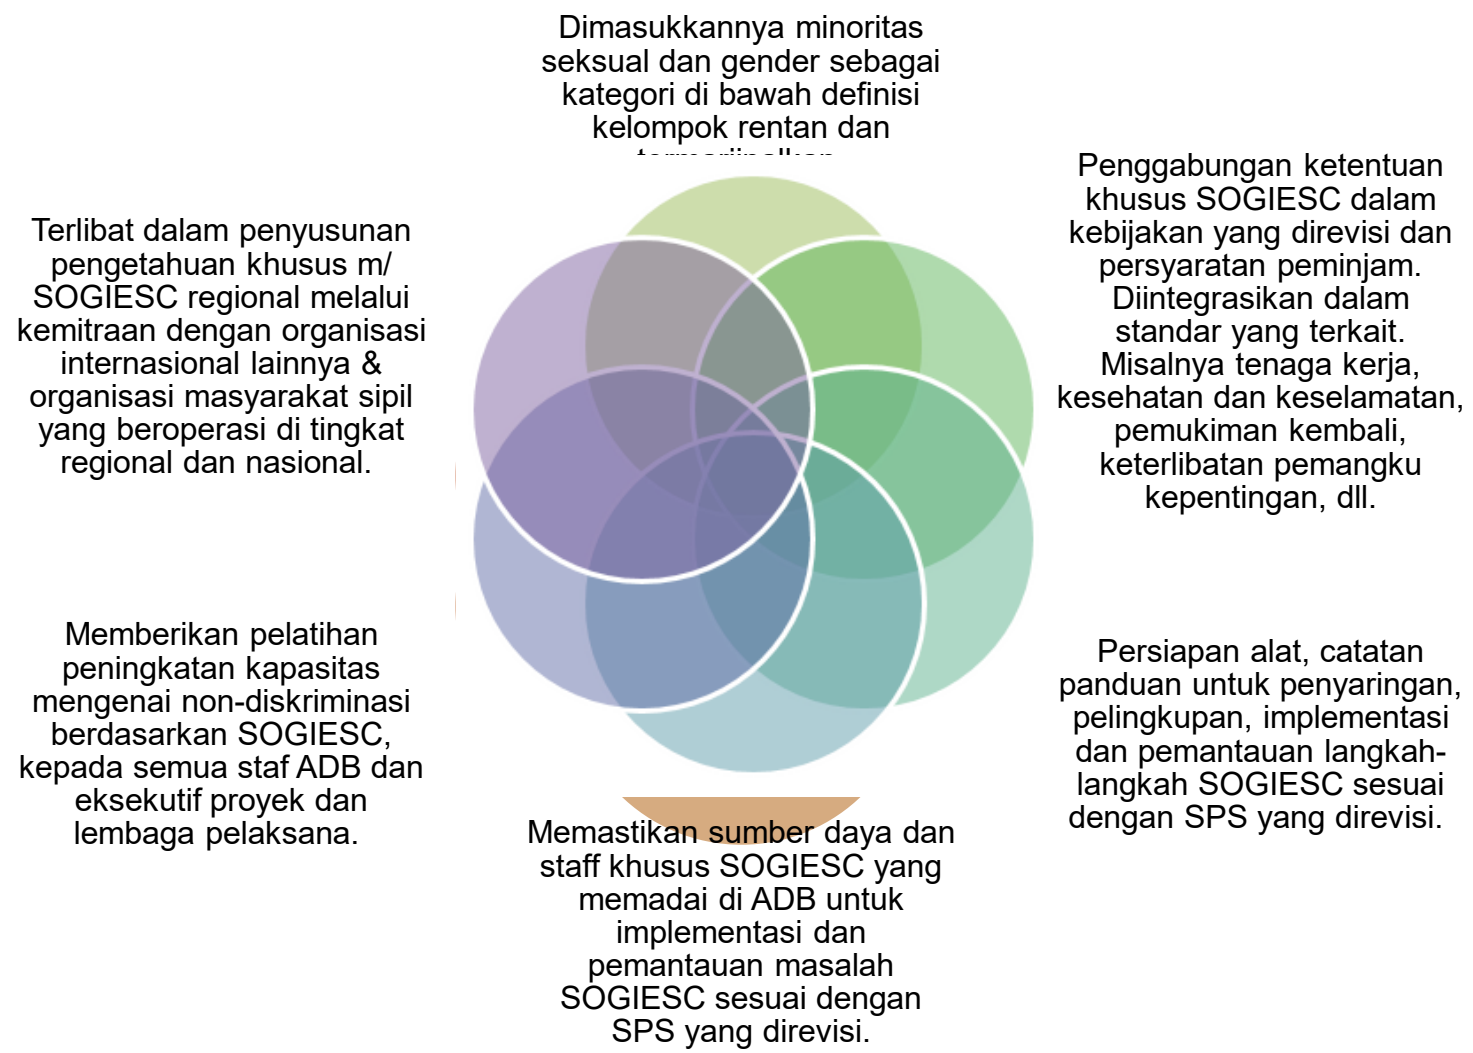 Dimasukkannya minoritas
seksual dan gender sebagai
kategori di bawah definisi
kelompok rentan dan
Penggabungan ketentuan
khusus SOGIESC dalam
kebijakan yang direvisi dan
persyaratan peminjam.
Diintegrasikan dalam
standar yang terkait.
Misalnya tenaga kerja,
kesehatan dan keselamatan,
pemukiman kembali,
keterlibatan pemangku
kepentingan, dll.
Persiapan alat, catatan
panduan untuk penyaringan,
pelingkupan, implementasi
dan pemantauan langkah-
langkah SOGIESC sesuai
dengan SPS yang direvisi.
Memastikan sumber daya dan
staff khusus SOGIESC yang
memadai di ADB untuk
implementasi dan
pemantauan masalah
SOGIESC sesuai dengan
SPS yang direvisi.
Memberikan pelatihan
peningkatan kapasitas
mengenai non-diskriminasi
berdasarkan SOGIESC,
kepada semua staf ADB dan
eksekutif proyek dan
lembaga pelaksana.
Terlibat dalam penyusunan
pengetahuan khusus m/
SOGIESC regional melalui
kemitraan dengan organisasi
internasional lainnya &
organisasi masyarakat sipil
yang beroperasi di tingkat
regional dan nasional.